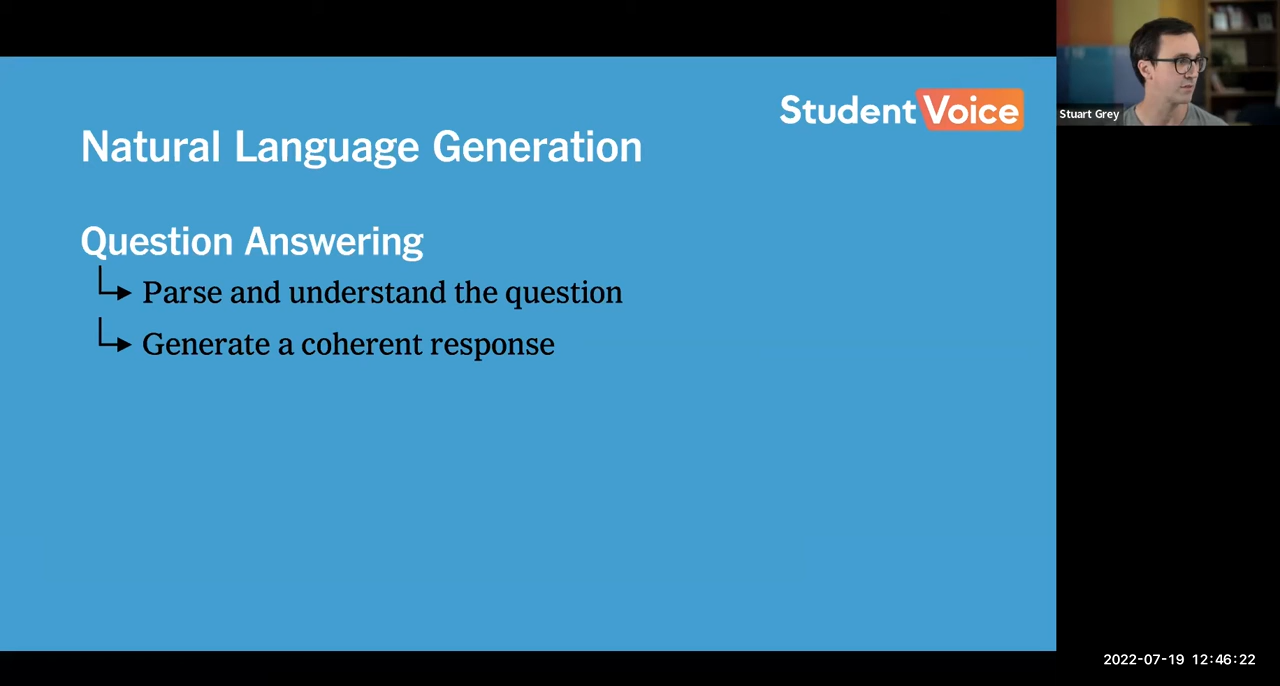 StudentVoice
Natural Language Generation
Question Answering
Parse and understand the question
Generate a coherent response
Stuart Grey
2022-07-19 12:46:22